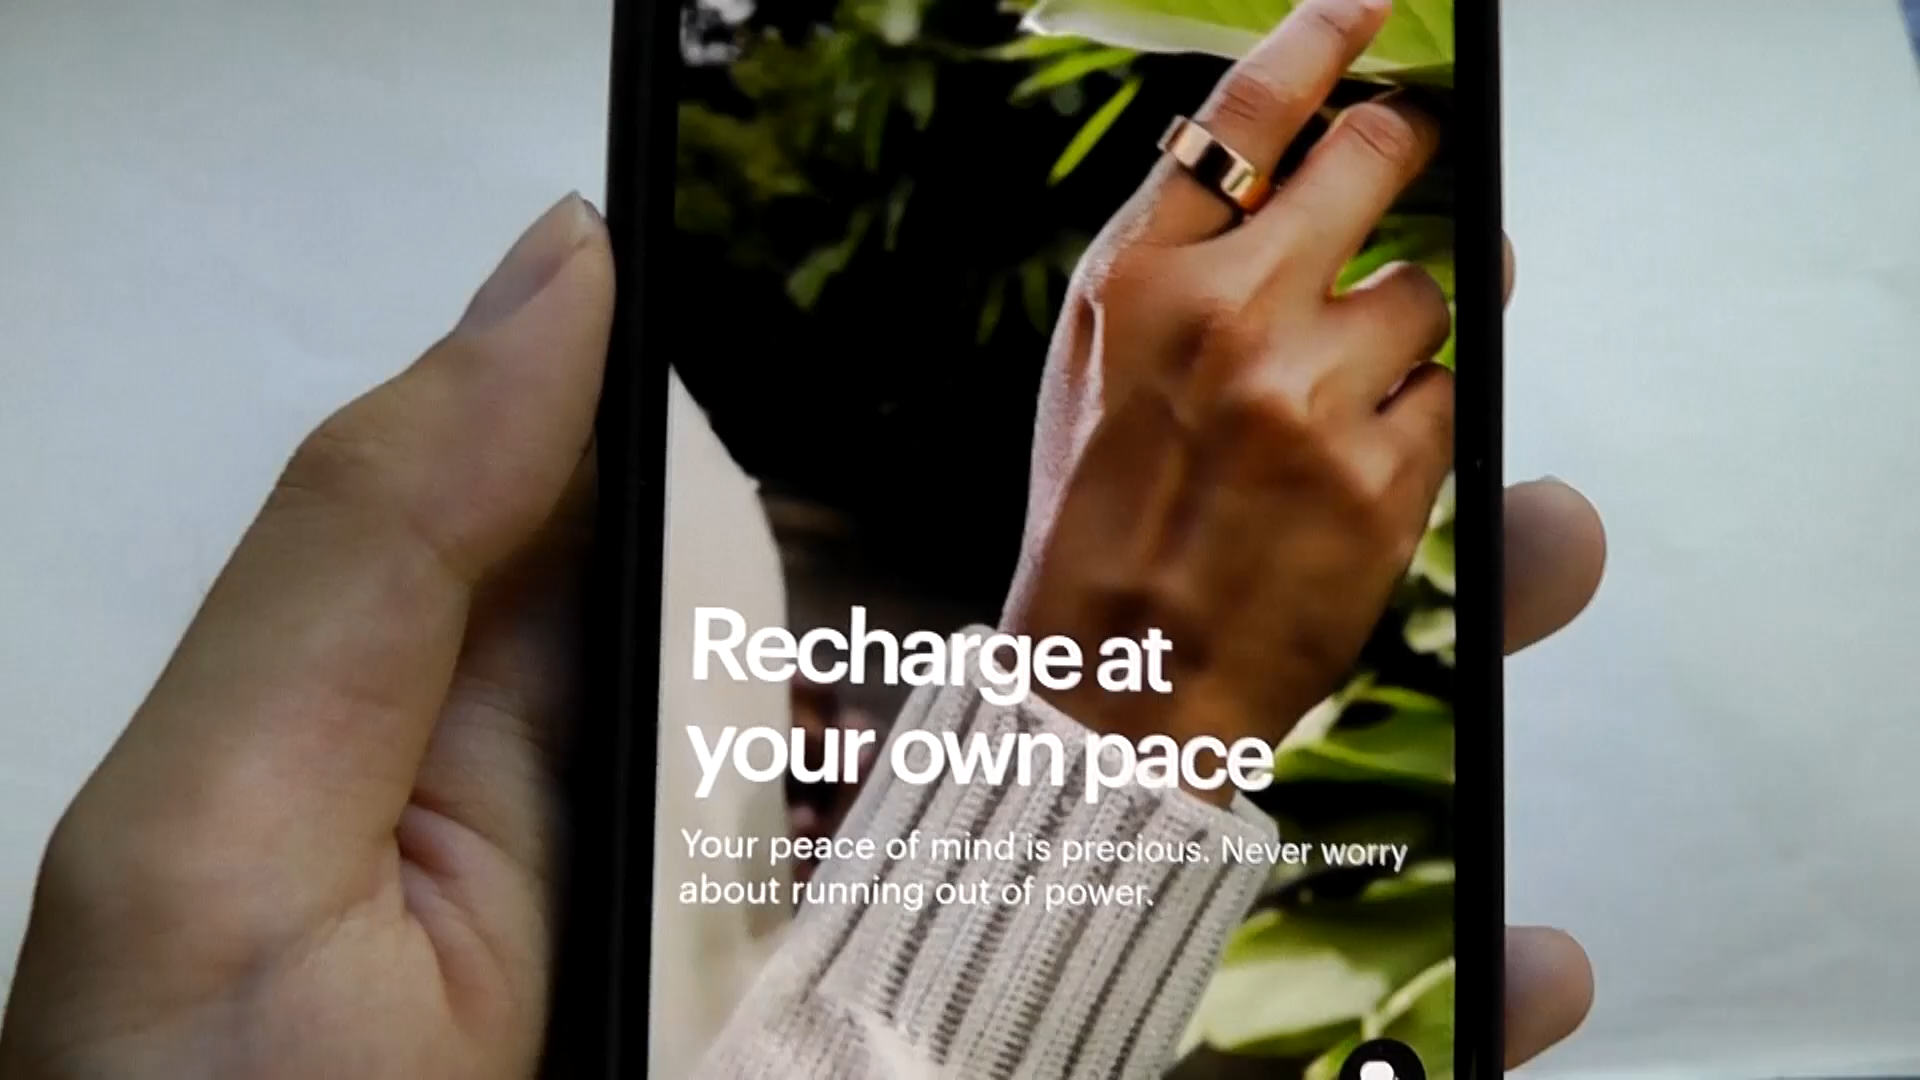 Recharge at
your own pace
Your peace of mind is precious. Never worry
about running out of power.